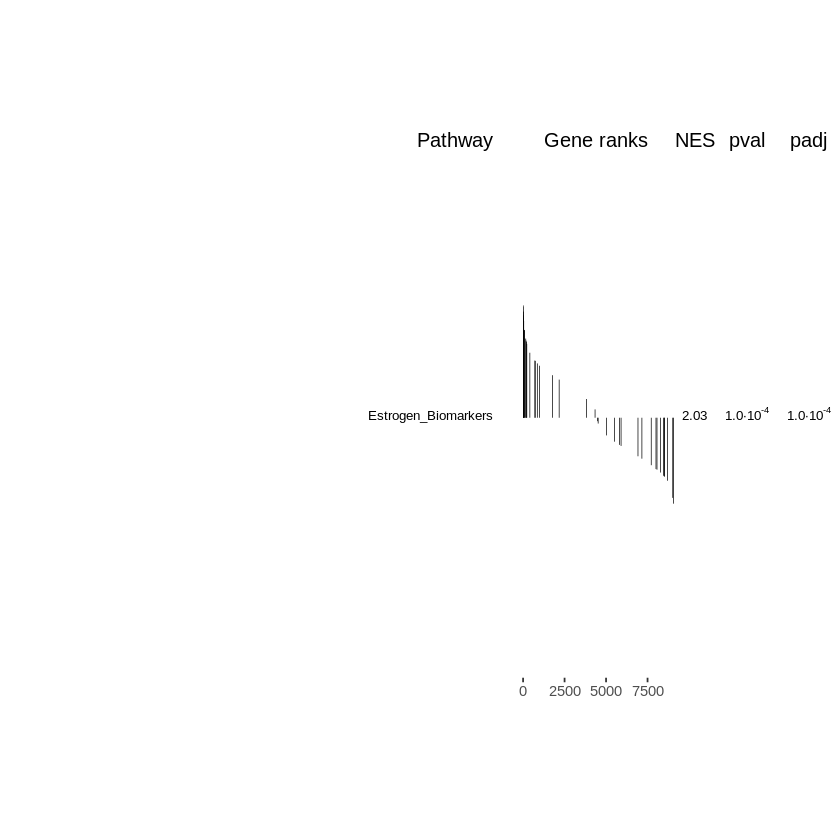 Pathway Gene ranks NES pval padj
Estrogen_Biomarkers 2.03 1.0·10⁻⁴ 1.0·10⁻⁴
0 2500 5000 7500